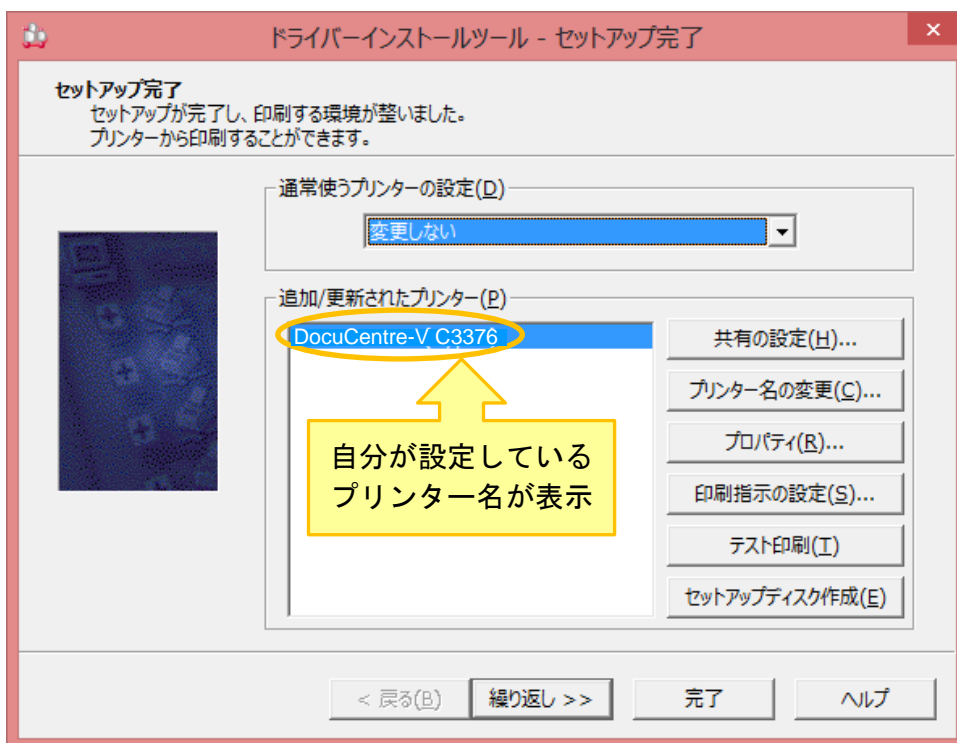 ドライバーインストールツール - セットアップ完了
×
セットアップ完了
セットアップが完了し、印刷する環境が整いました。
プリンターから印刷することができます。
通常使うプリンターの設定(D)
変更しない
追加/更新されたプリンター(P)
DocuCentre-V C3376
自分が設定している
プリンター名が表示
共有の設定(H)...
プリンター名の変更(C)...
プロパティ(R)...
印刷指示の設定(S)...
テスト印刷(T)
セットアップディスク作成(E)
< 戻る(B)
繰り返し >>
完了
ヘルプ